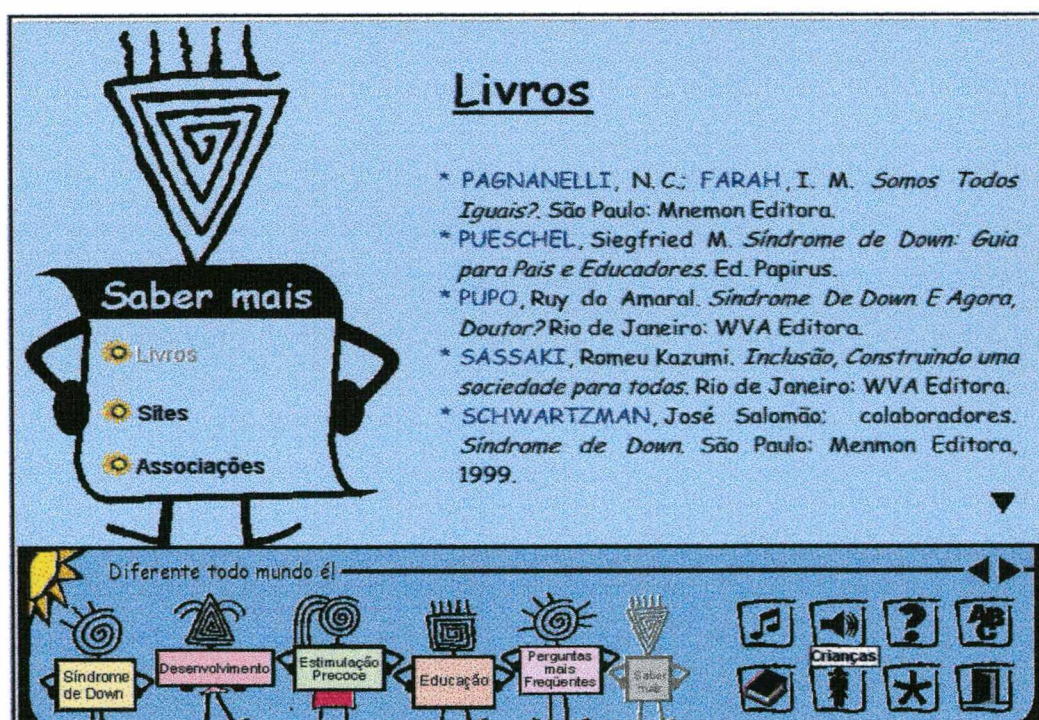 Livros
* PAGNANELLI, N. C.; FARAH, I. M. Somos Todos
Iguais?. São Paulo: Mnemon Editora.
* PUESCHEL, Siegfried M. Síndrome de Down: Guia
para Pais e Educadores. Ed. Papirus.
* PUPO, Ruy do Amaral. Síndrome De Down E Agora,
Doutor? Rio de Janeiro: WVA Editora.
* SASSAKI, Romeu Kazumi. Inclusão, Construindo uma
sociedade para todos. Rio de Janeiro: WVA Editora.
* SCHWARTZMAN, José Salomão: colaboradores.
Síndrome de Down. São Paulo: Menmon Editora,
1999.
Saber mais
Livros
Sites
Associações
Diferente todo mundo é!
Síndrome
de Down
Desenvolvimento
Estimulação
Precoce
Educação
Perguntas
mais
Freqüentes
Saber
mais
?
ABC
Crianças